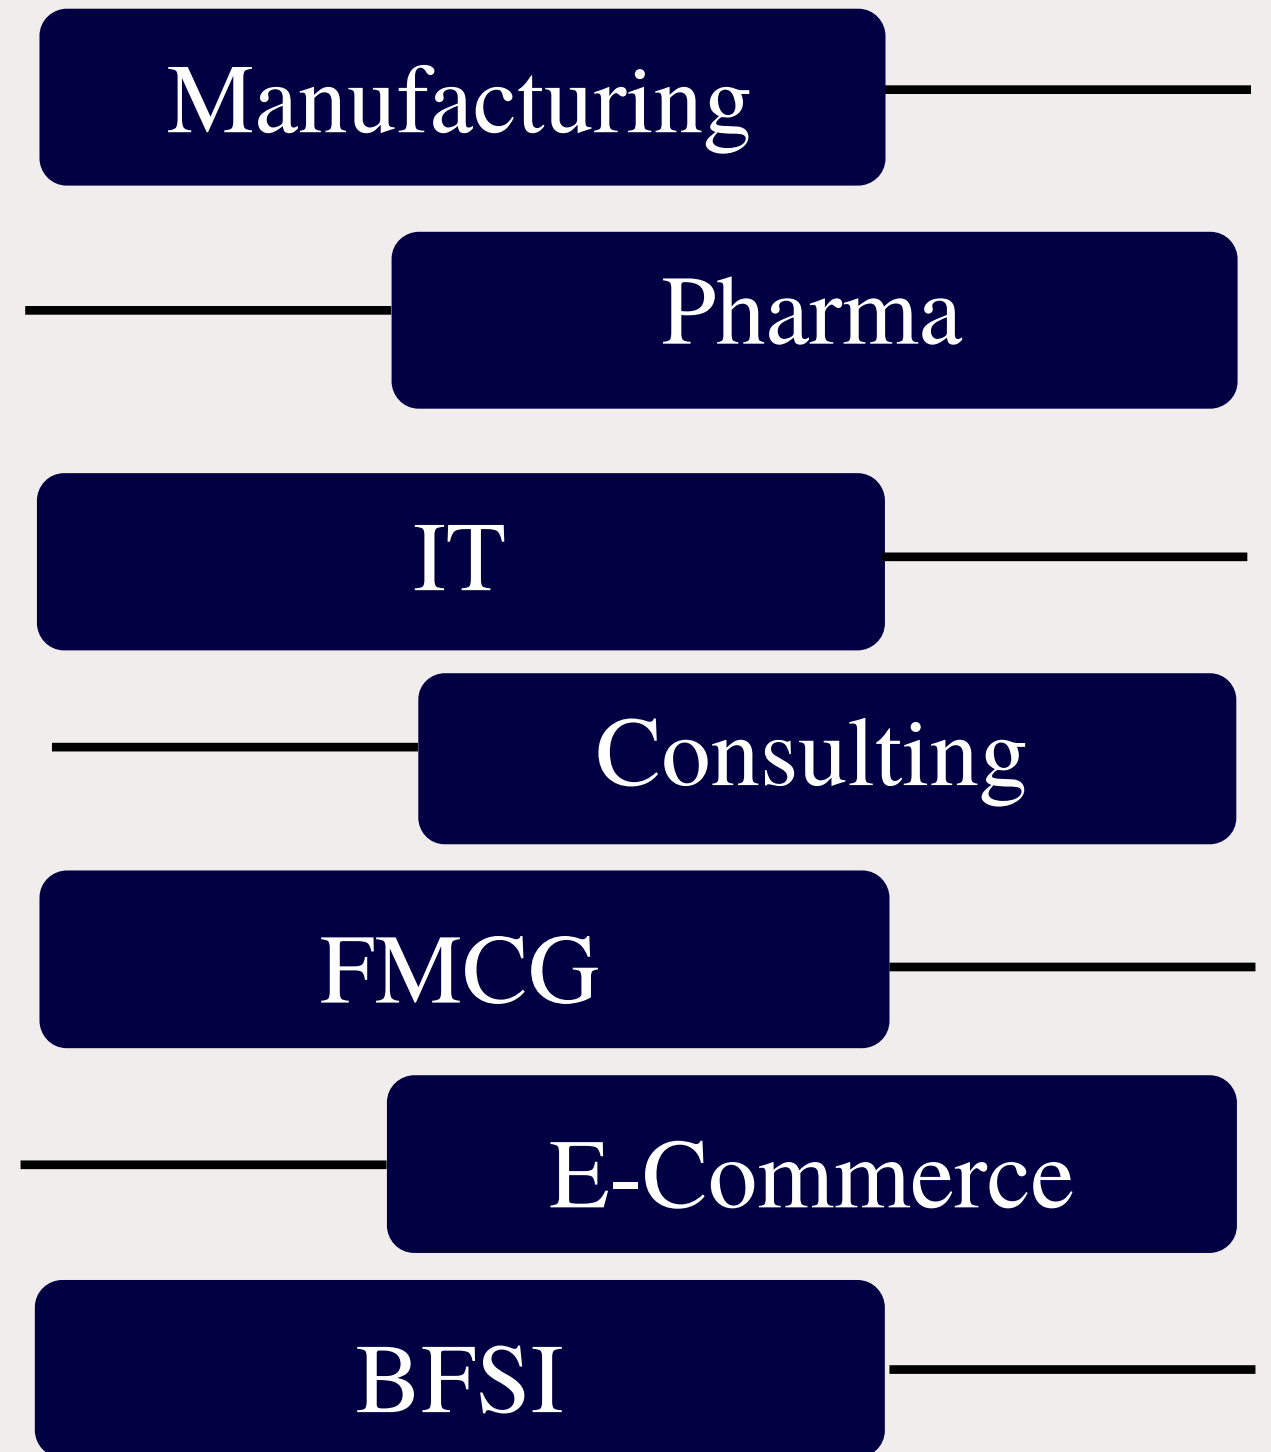 Manufacturing
Pharma
IT
Consulting
FMCG
E-Commerce
BFSI